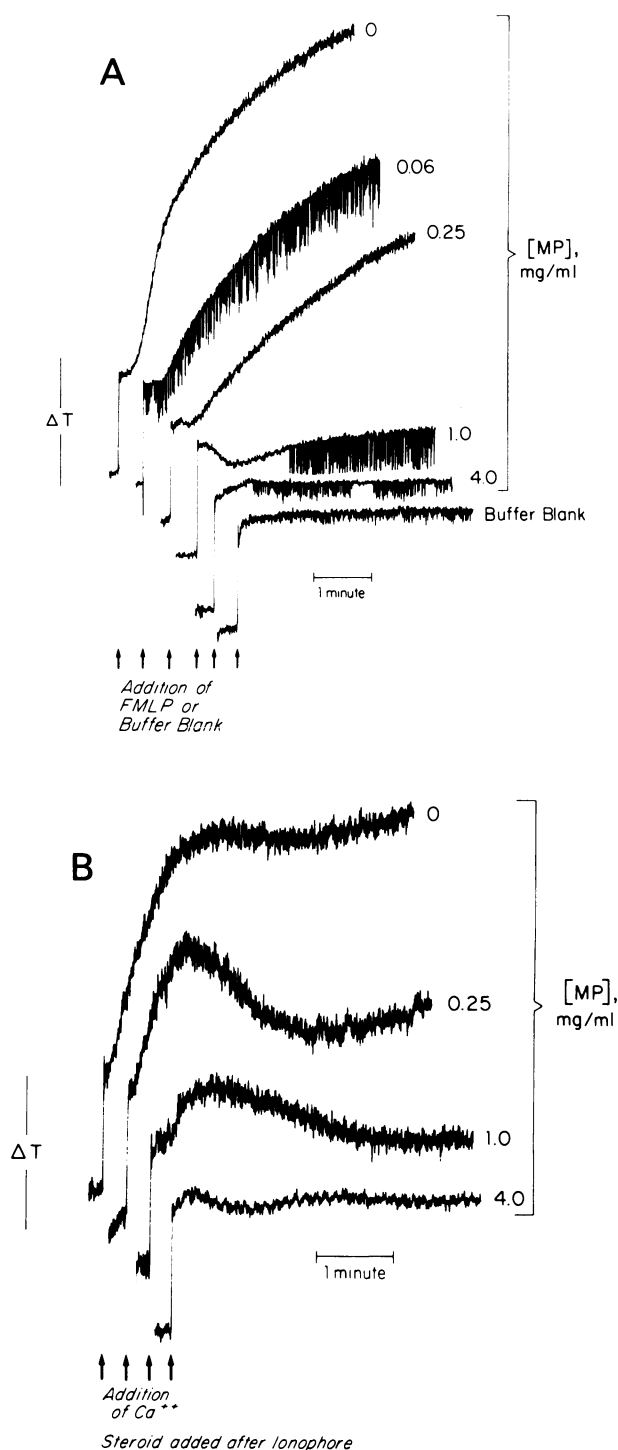 A
0
0.06
0.25
[MP],
mg/ml
ΔT
1.0
4.0
Buffer Blank
1 minute
Addition of
FMLP or
Buffer Blank
B
0
0.25
[MP],
mg/ml
1.0
ΔT
4.0
1 minute
Addition
of Ca++
Steroid added after Ionophore